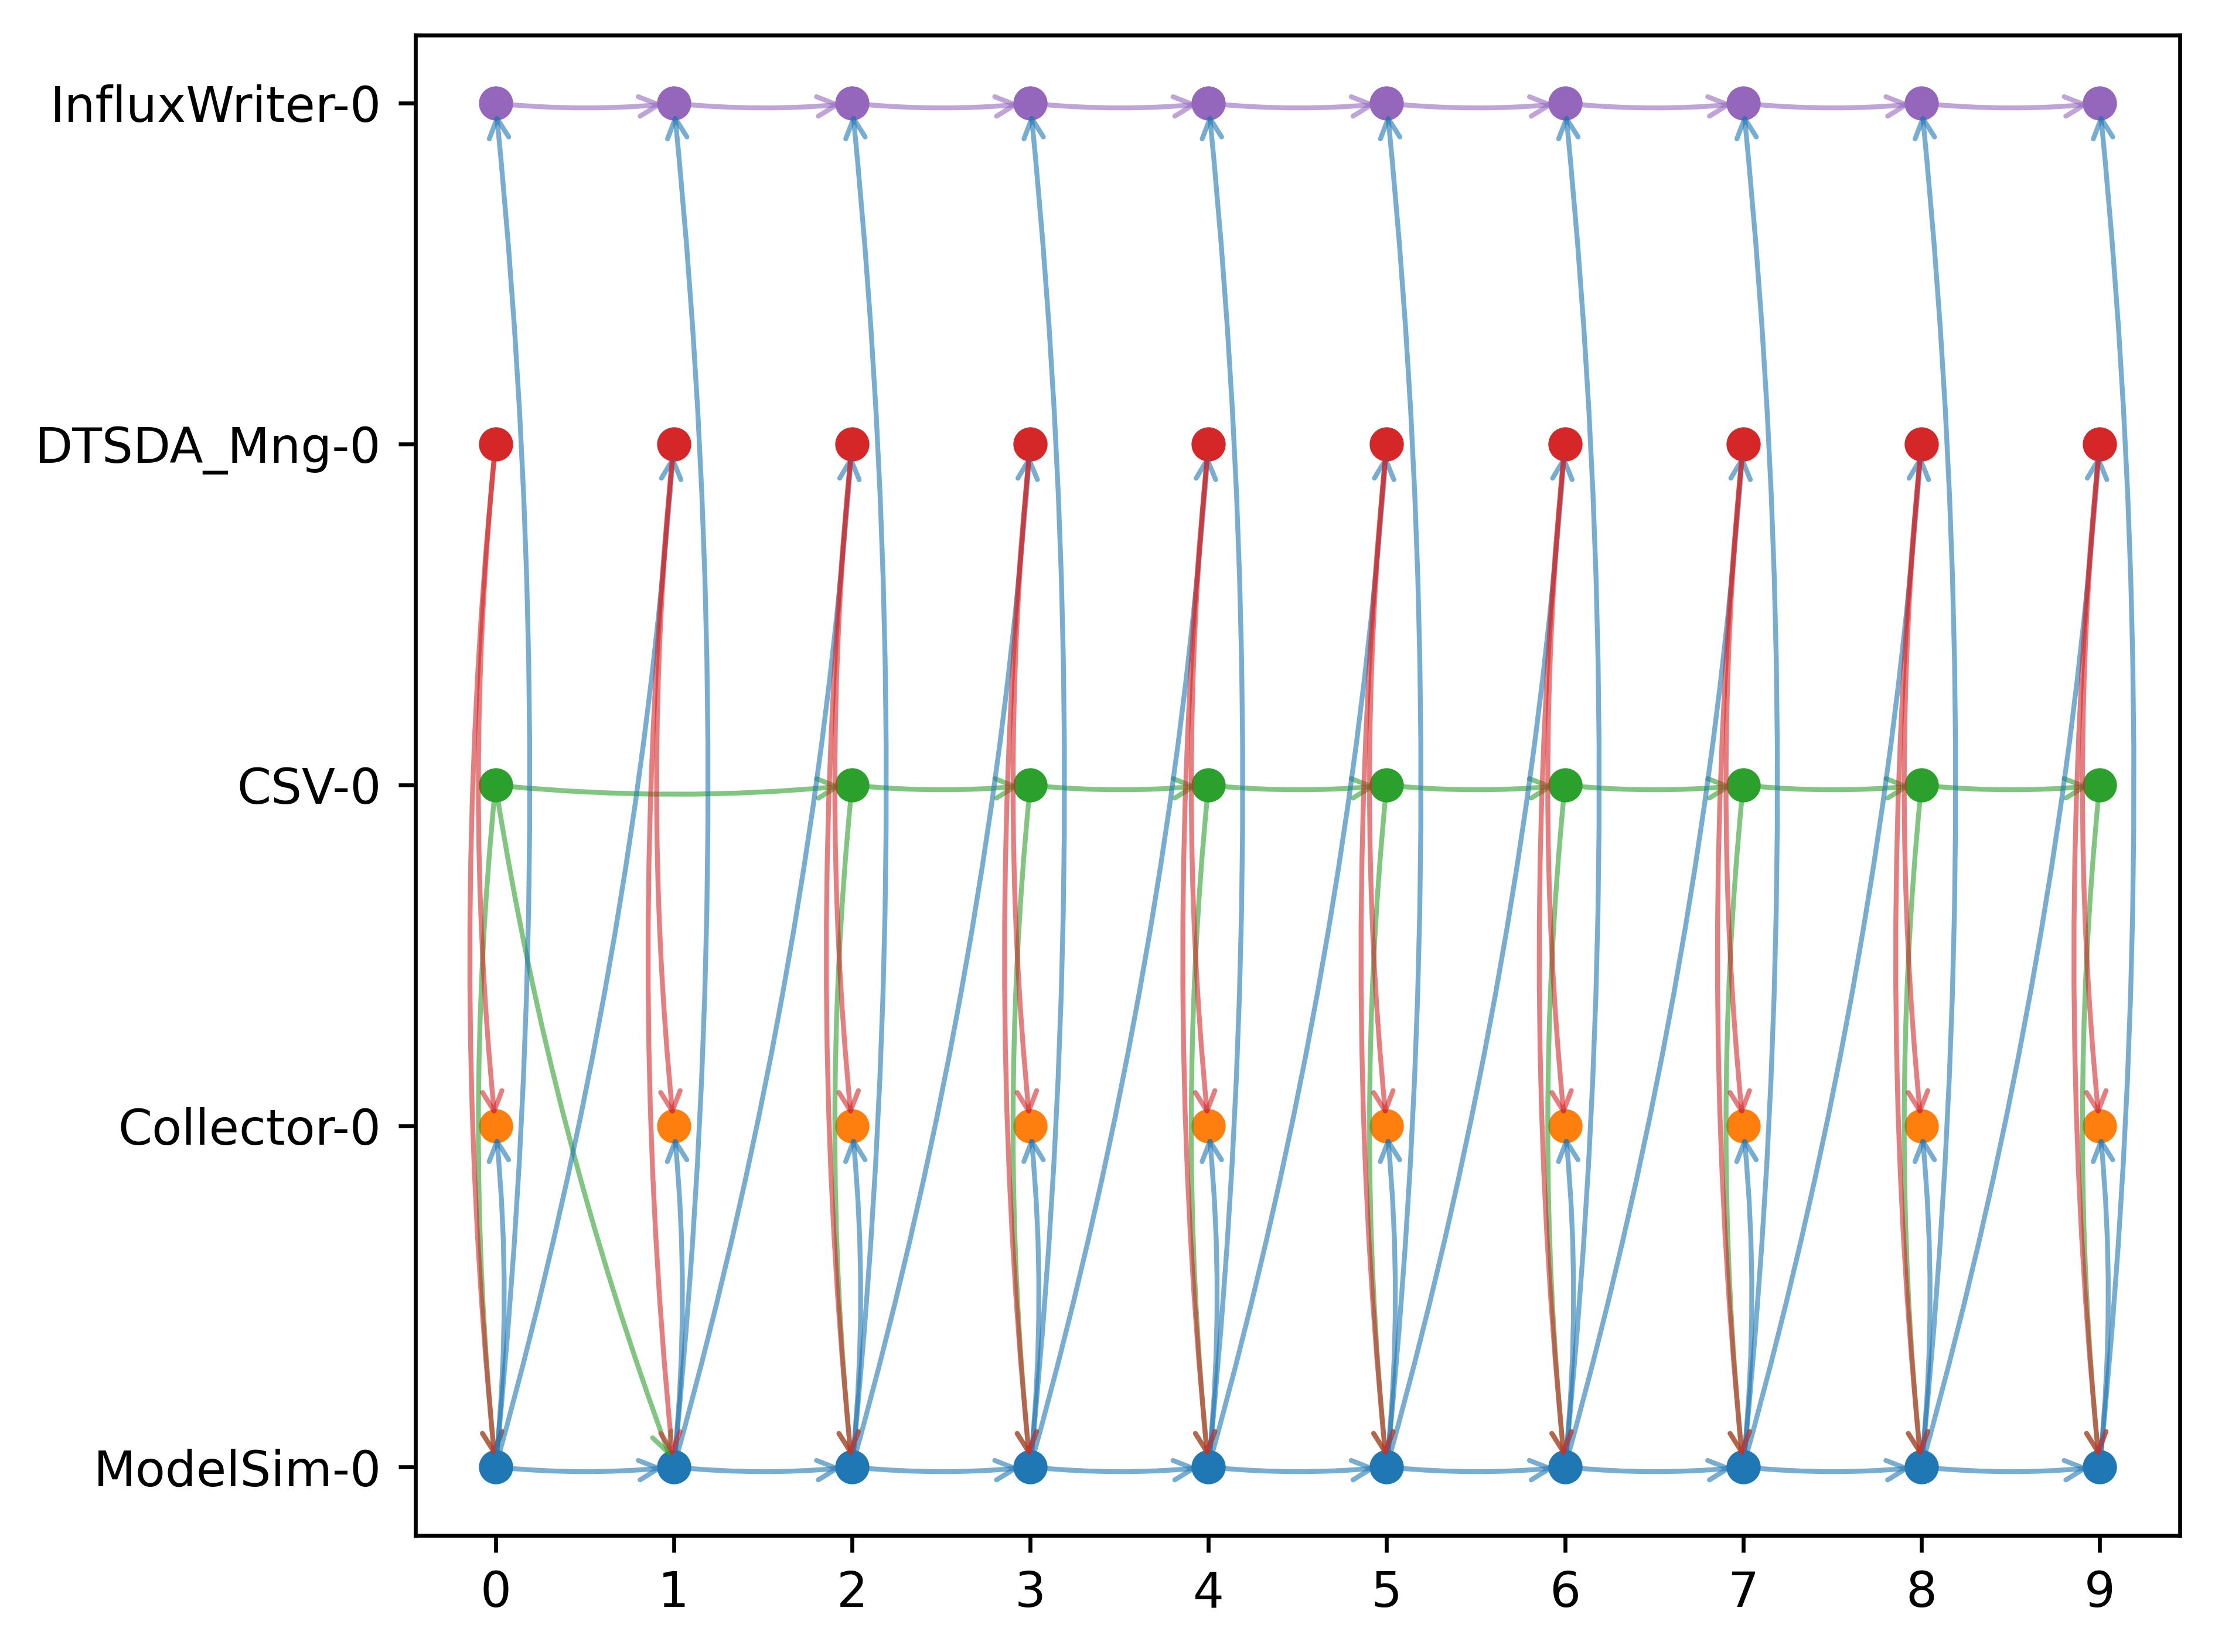 InfluxWriter-0
DTSDA_Mng-0
CSV-0
Collector-0
ModelSim-0
0 1 2 3 4 5 6 7 8 9